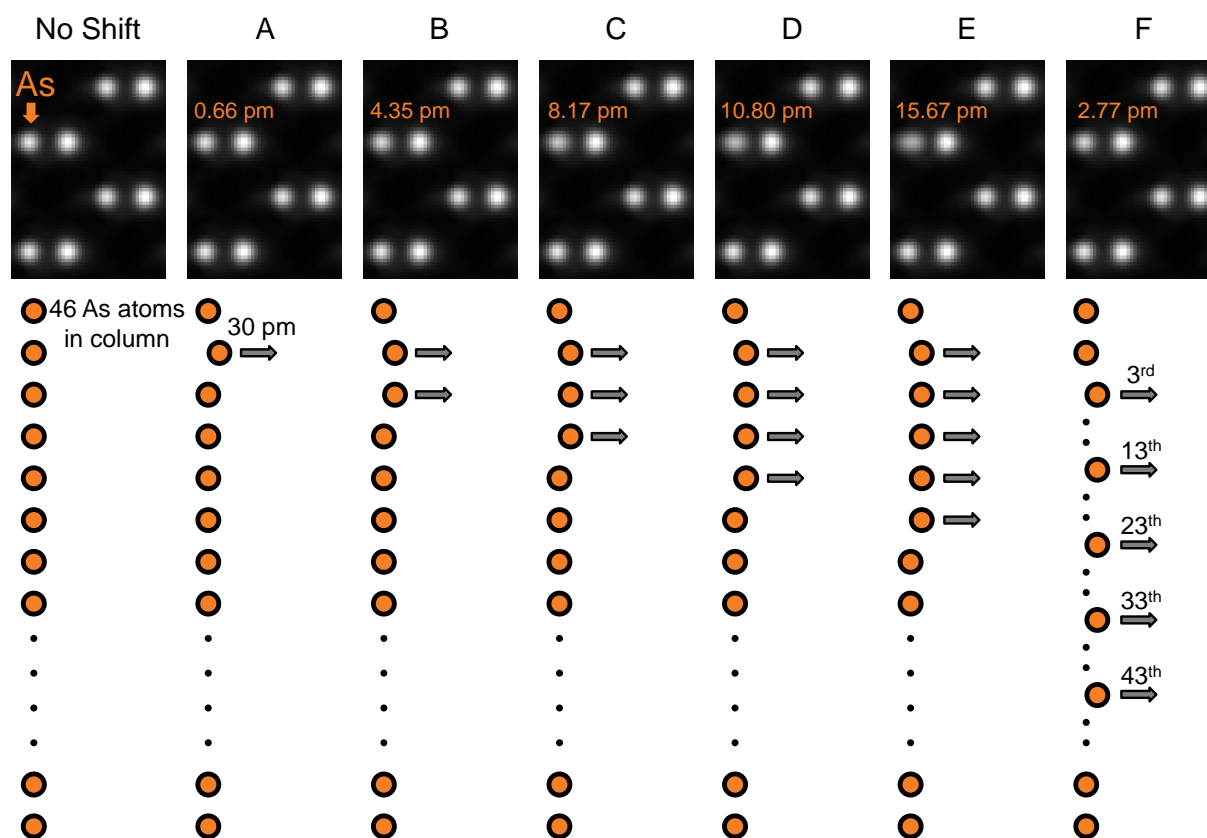 No Shift
A
B
C
D
E
F
As
0.66 pm
4.35 pm
8.17 pm
10.80 pm
15.67 pm
2.77 pm
46 As atoms
in column
30 pm
3rd
13th
23th
33th
43th